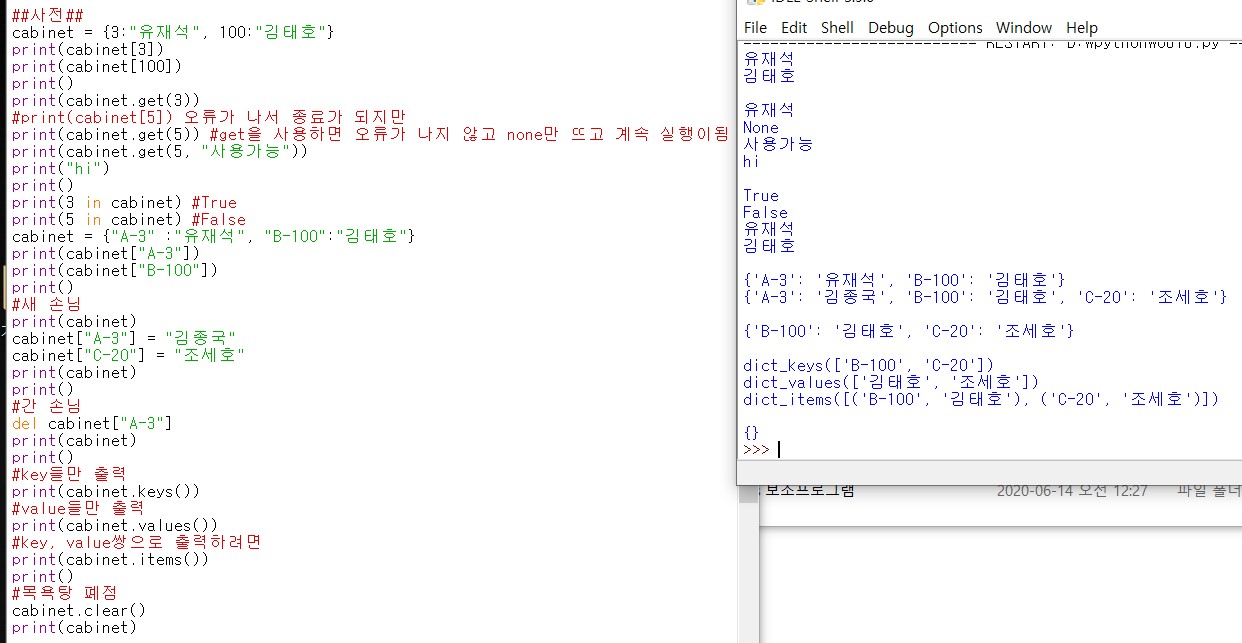 ##사전##
cabinet = {3:"유재석", 100:"김태호"}
print(cabinet[3])
print(cabinet[100])
print()
print(cabinet.get(3))
#print(cabinet[5]) 오류가 나서 종료가 되지만
print(cabinet.get(5)) #get을 사용하면 오류가 나지 않고 none만 뜨고 계속 실행이됨
print(cabinet.get(5, "사용가능"))
print("hi")
print()
print(3 in cabinet) #True
print(5 in cabinet) #False
cabinet = {"A-3" :"유재석", "B-100":"김태호"}
print(cabinet["A-3"])
print(cabinet["B-100"])
print()
#새 손님
print(cabinet)
cabinet["A-3"] = "김종국"
cabinet["C-20"] = "조세호"
print(cabinet)
print()
#간 손님
del cabinet["A-3"]
print(cabinet)
print()
#key들만 출력
print(cabinet.keys())
#value들만 출력
print(cabinet.values())
#key, value쌍으로 출력하려면
print(cabinet.items())
print()
#목욕탕 폐점
cabinet.clear()
print(cabinet)
File Edit Shell Debug Options Window Help
유재석
김태호
유재석
None
사용가능
hi
True
False
유재석
김태호
{'A-3': '유재석', 'B-100': '김태호'}
{'A-3': '김종국', 'B-100': '김태호', 'C-20': '조세호'}
{'B-100': '김태호', 'C-20': '조세호'}
dict_keys(['B-100', 'C-20'])
dict_values(['김태호', '조세호'])
dict_items([('B-100', '김태호'), ('C-20', '조세호')])
{}
>>>
보조프로그램 2020-06-14 오전 12:27 파일 폴더